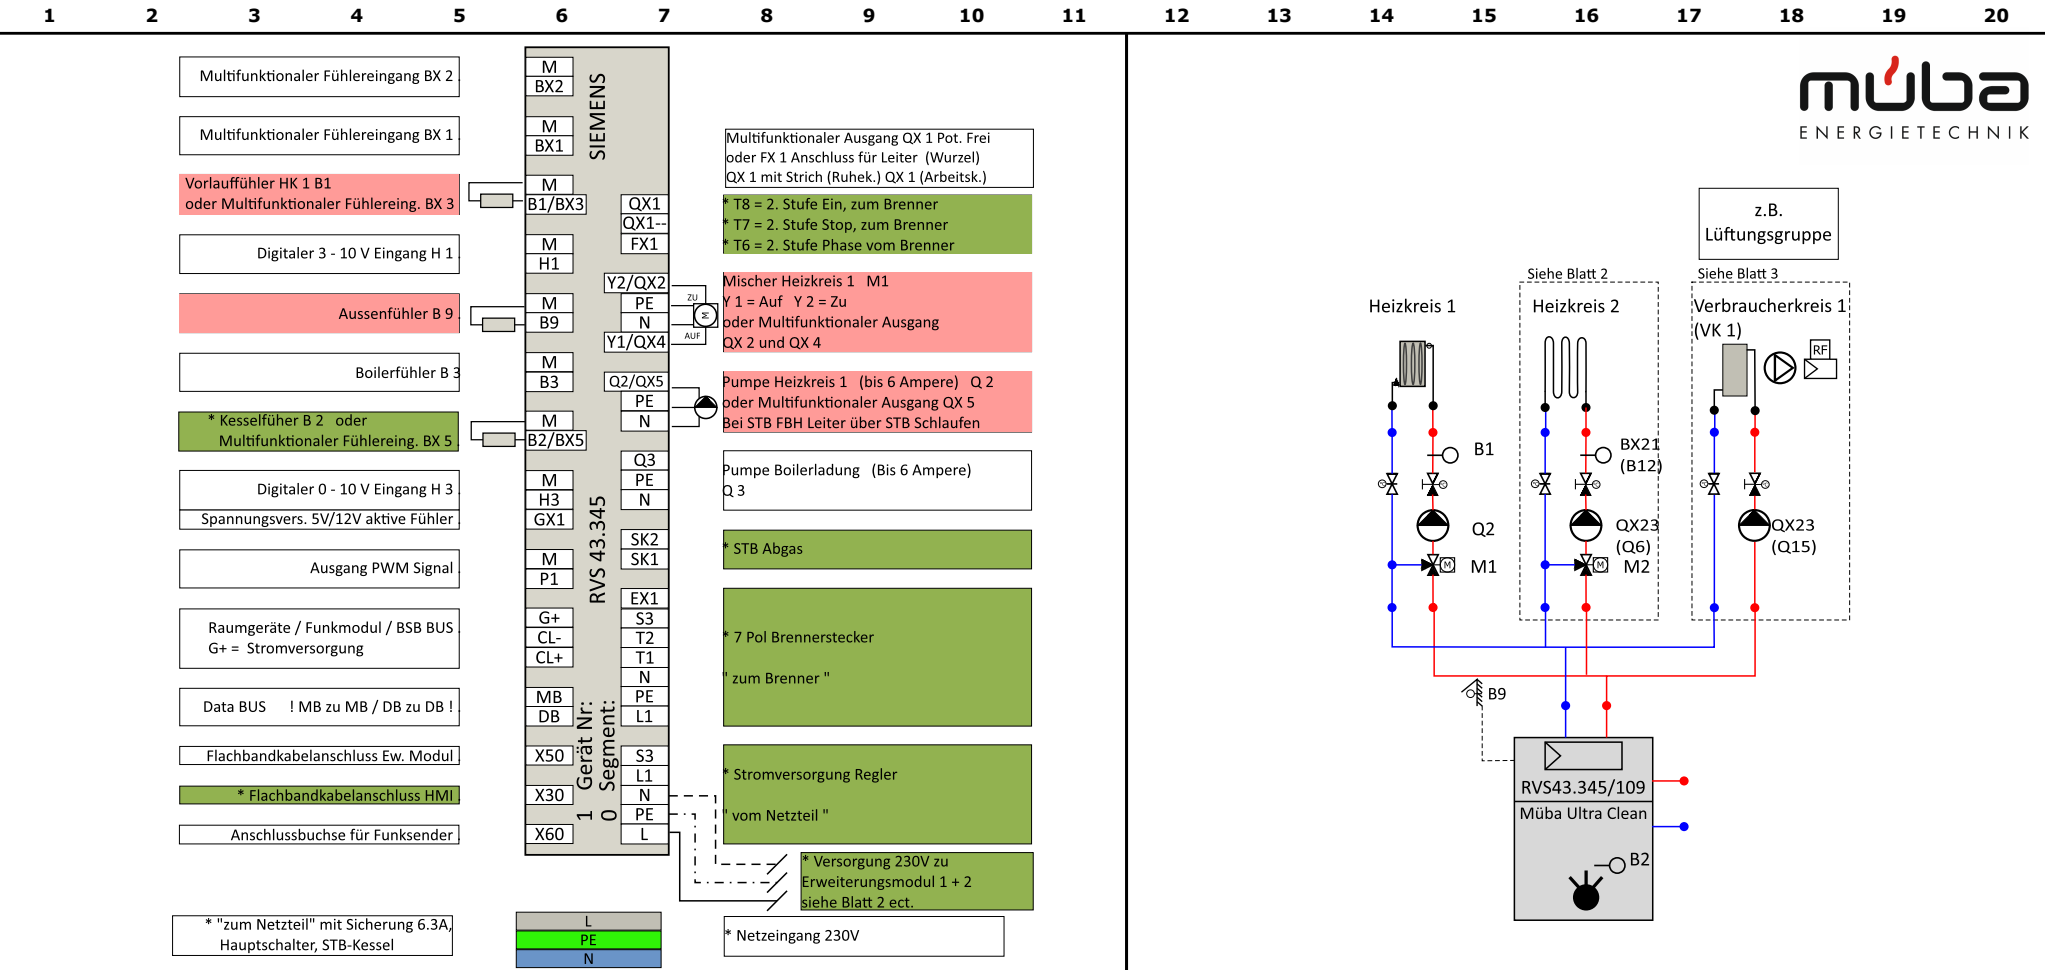 1 2 3 4 5 6 7 8 9 10 11 12 13 14 15 16 17 18 19 20
Multifunktionaler Fühlereingang BX 2 .
Multifunktionaler Fühlereingang BX 1 .
Vorlauffühler HK 1 B1
oder Multifunktionaler Fühlereing. BX 3 .
Digitaler 3 - 10 V Eingang H 1 .
Aussenfühler B 9 .
Boilerfühler B 3
* Kesselfüher B 2 oder
Multifunktionaler Fühlereing. BX 5 .
Digitaler 0 - 10 V Eingang H 3 .
Spannungsvers. 5V/12V aktive Fühler .
Ausgang PWM Signal .
Raumgeräte / Funkmodul / BSB BUS .
G+ = Stromversorgung
Data BUS ! MB zu MB / DB zu DB ! .
Flachbandkabelanschluss Ew. Modul .
* Flachbandkabelanschluss HMI .
Anschlussbuchse für Funksender .
* "zum Netzteil" mit Sicherung 6.3A,
Hauptschalter, STB-Kessel
M
BX2
M
BX1
M
B1/BX3
M
H1
M
B9
M
B3
M
B2/BX5
M
H3
GX1
M
P1
G+
CL-
CL+
MB
DB
X50
X30
X60
SIEMENS
RVS 43.345
Gerät Nr:
1
Segment:
0
QX1
QX1--
FX1
Y2/QX2
PE
N
Y1/QX4
Q2/QX5
PE
N
Q3
PE
N
SK2
SK1
EX1
S3
T2
T1
N
PE
L1
S3
L1
N
PE
L
L
PE
N
ZU
M
AUF
Multifunktionaler Ausgang QX 1 Pot. Frei
oder FX 1 Anschluss für Leiter (Wurzel)
QX 1 mit Strich (Ruhek.) QX 1 (Arbeitsk.)
* T8 = 2. Stufe Ein, zum Brenner
* T7 = 2. Stufe Stop, zum Brenner
* T6 = 2. Stufe Phase vom Brenner
Mischer Heizkreis 1 M1
Y 1 = Auf Y 2 = Zu
oder Multifunktionaler Ausgang
QX 2 und QX 4
Pumpe Heizkreis 1 (bis 6 Ampere) Q 2
oder Multifunktionaler Ausgang QX 5
Bei STB FBH Leiter über STB Schlaufen
Pumpe Boilerladung (Bis 6 Ampere)
Q 3
* STB Abgas
* 7 Pol Brennerstecker
" zum Brenner "
* Stromversorgung Regler
" vom Netzteil "
* Versorgung 230V zu
Erweiterungsmodul 1 + 2
siehe Blatt 2 ect.
* Netzeingang 230V
müba
ENERGIETECHNIK
z.B.
Lüftungsgruppe
Siehe Blatt 2
Siehe Blatt 3
Heizkreis 1
Heizkreis 2
Verbraucherkreis 1
(VK 1)
RF
B1
BX21
(B12)
Q2
QX23
(Q6)
QX23
(Q15)
M
M1
M
M2
B9
RVS43.345/109
Müba Ultra Clean
B2